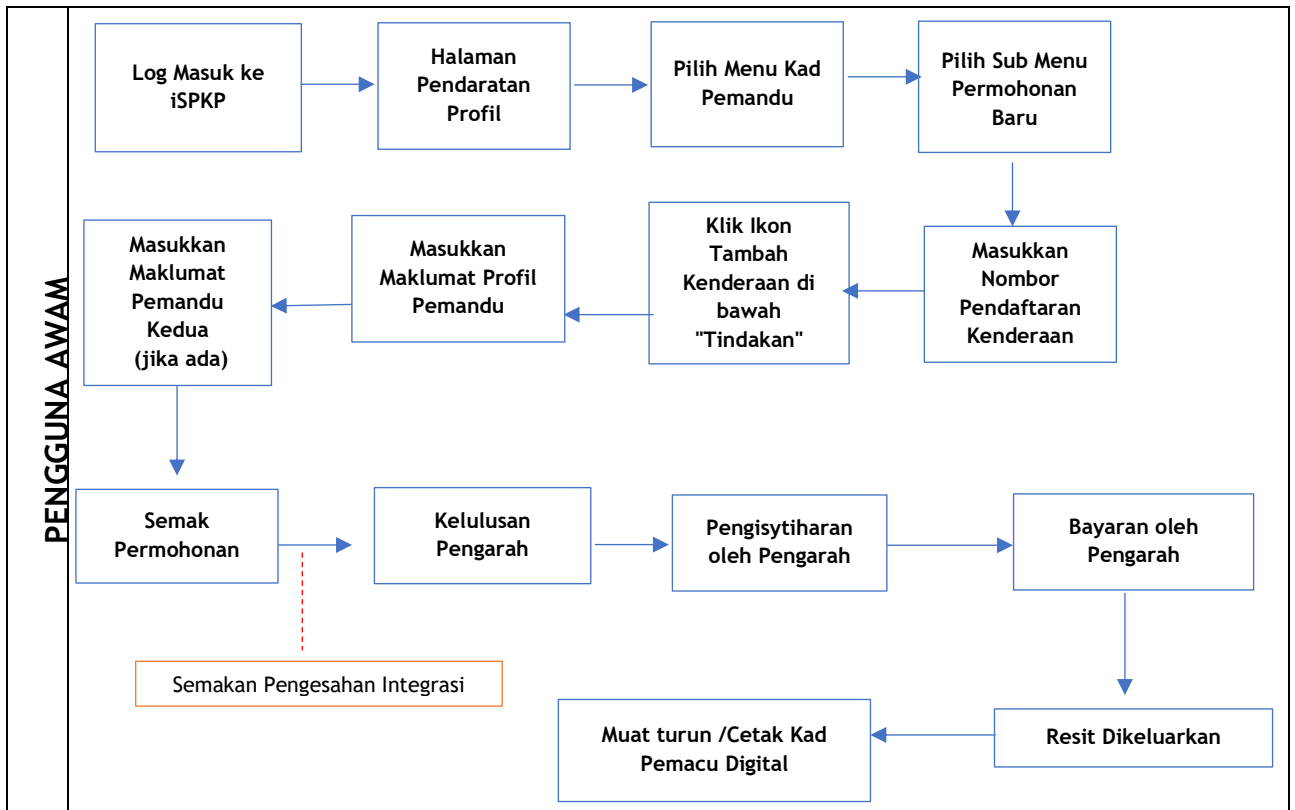 PENGGUNA AWAM
Log Masuk ke
iSPKP
Halaman
Pendaratan
Profil
Pilih Menu Kad
Pemandu
Pilih Sub Menu
Permohonan
Baru
Masukkan
Nombor
Pendaftaran
Kenderaan
Klik Ikon
Tambah
Kenderaan di
bawah
"Tindakan"
Masukkan
Maklumat Profil
Pemandu
Masukkan
Maklumat
Pemandu
Kedua
(jika ada)
Semak
Permohonan
Semakan Pengesahan Integrasi
Kelulusan
Pengarah
Pengisytiharan
oleh Pengarah
Bayaran oleh
Pengarah
Resit Dikeluarkan
Muat turun /Cetak Kad
Pemacu Digital